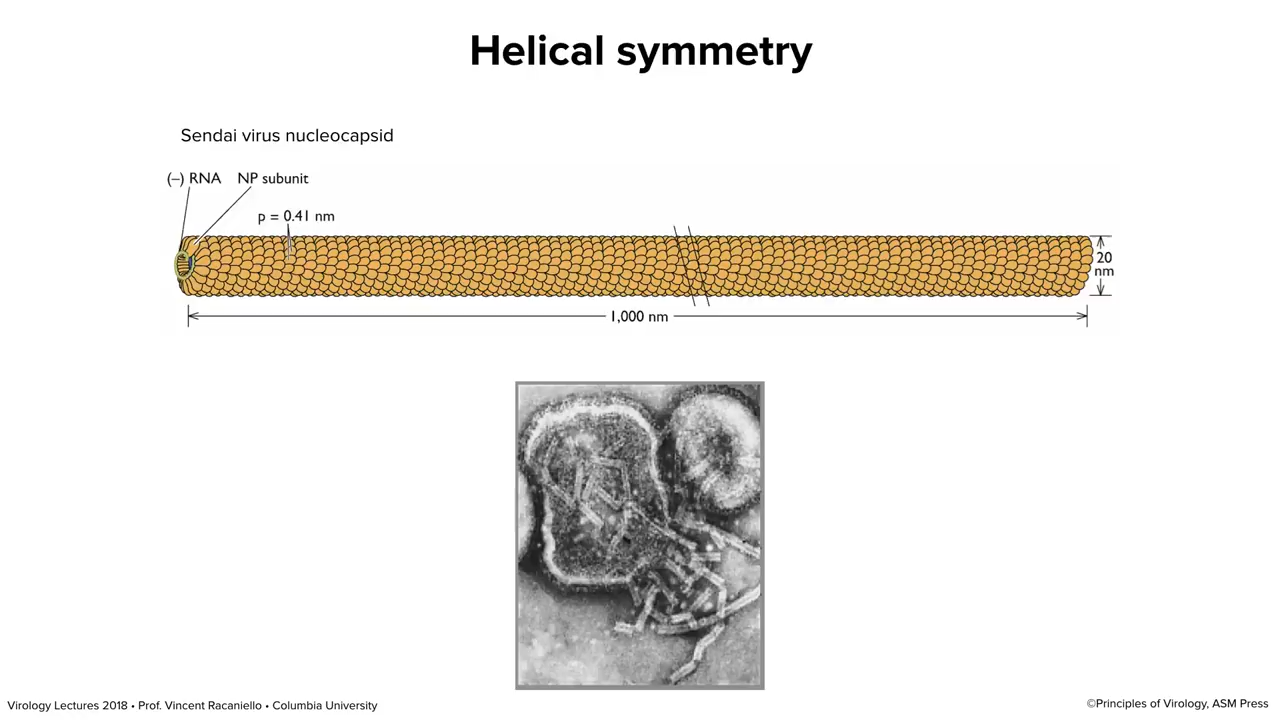 Helical symmetry
Sendai virus nucleocapsid
(–) RNA NP subunit
p = 0.41 nm
20
nm
1,000 nm
Virology Lectures 2018 • Prof. Vincent Racaniello • Columbia University
©Principles of Virology, ASM Press